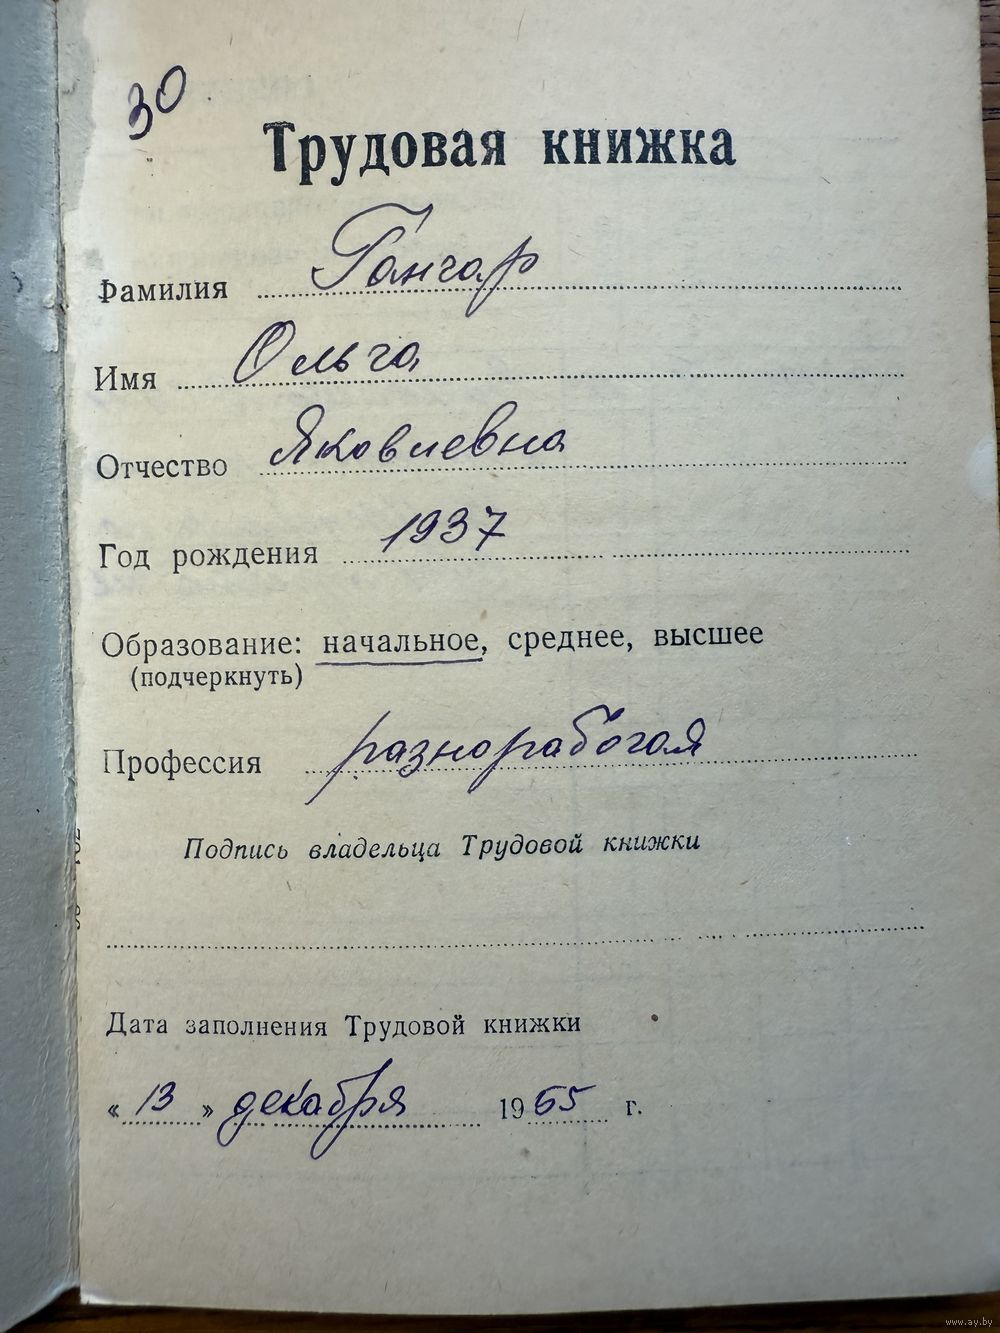 30
Трудовая книжка
Фамилия Гончар
Имя Ольга
Отчество Яковлевна
Год рождения 1937
Образование: начальное, среднее, высшее
(подчеркнуть)
Профессия разнорабочая
Подпись владельца Трудовой книжки
Дата заполнения Трудовой книжки
« 13 » декабря 1965 г.
www.ay.by